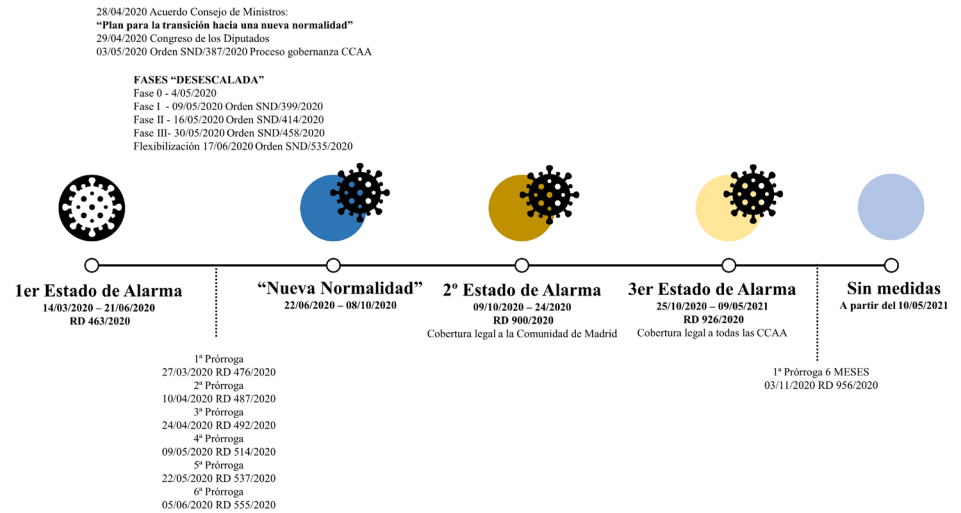 28/04/2020 Acuerdo Consejo de Ministros:
“Plan para la transición hacia una nueva normalidad”
29/04/2020 Congreso de los Diputados
03/05/2020 Orden SND/387/2020 Proceso gobernanza CCAA
FASES “DESESCALADA”
Fase 0 - 4/05/2020
Fase I - 09/05/2020 Orden SND/399/2020
Fase II - 16/05/2020 Orden SND/414/2020
Fase III- 30/05/2020 Orden SND/458/2020
Flexibilización 17/06/2020 Orden SND/535/2020
1er Estado de Alarma
14/03/2020 – 21/06/2020
RD 463/2020
“Nueva Normalidad”
22/06/2020 – 08/10/2020
2º Estado de Alarma
09/10/2020 – 24/2020
RD 900/2020
Cobertura legal a la Comunidad de Madrid
3er Estado de Alarma
25/10/2020 – 09/05/2021
RD 926/2020
Cobertura legal a todas las CCAA
Sin medidas
A partir del 10/05/2021
1ª Prórroga
27/03/2020 RD 476/2020
2ª Prórroga
10/04/2020 RD 487/2020
3ª Prórroga
24/04/2020 RD 492/2020
4ª Prórroga
09/05/2020 RD 514/2020
5ª Prórroga
22/05/2020 RD 537/2020
6ª Prórroga
05/06/2020 RD 555/2020
1ª Prórroga 6 MESES
03/11/2020 RD 956/2020